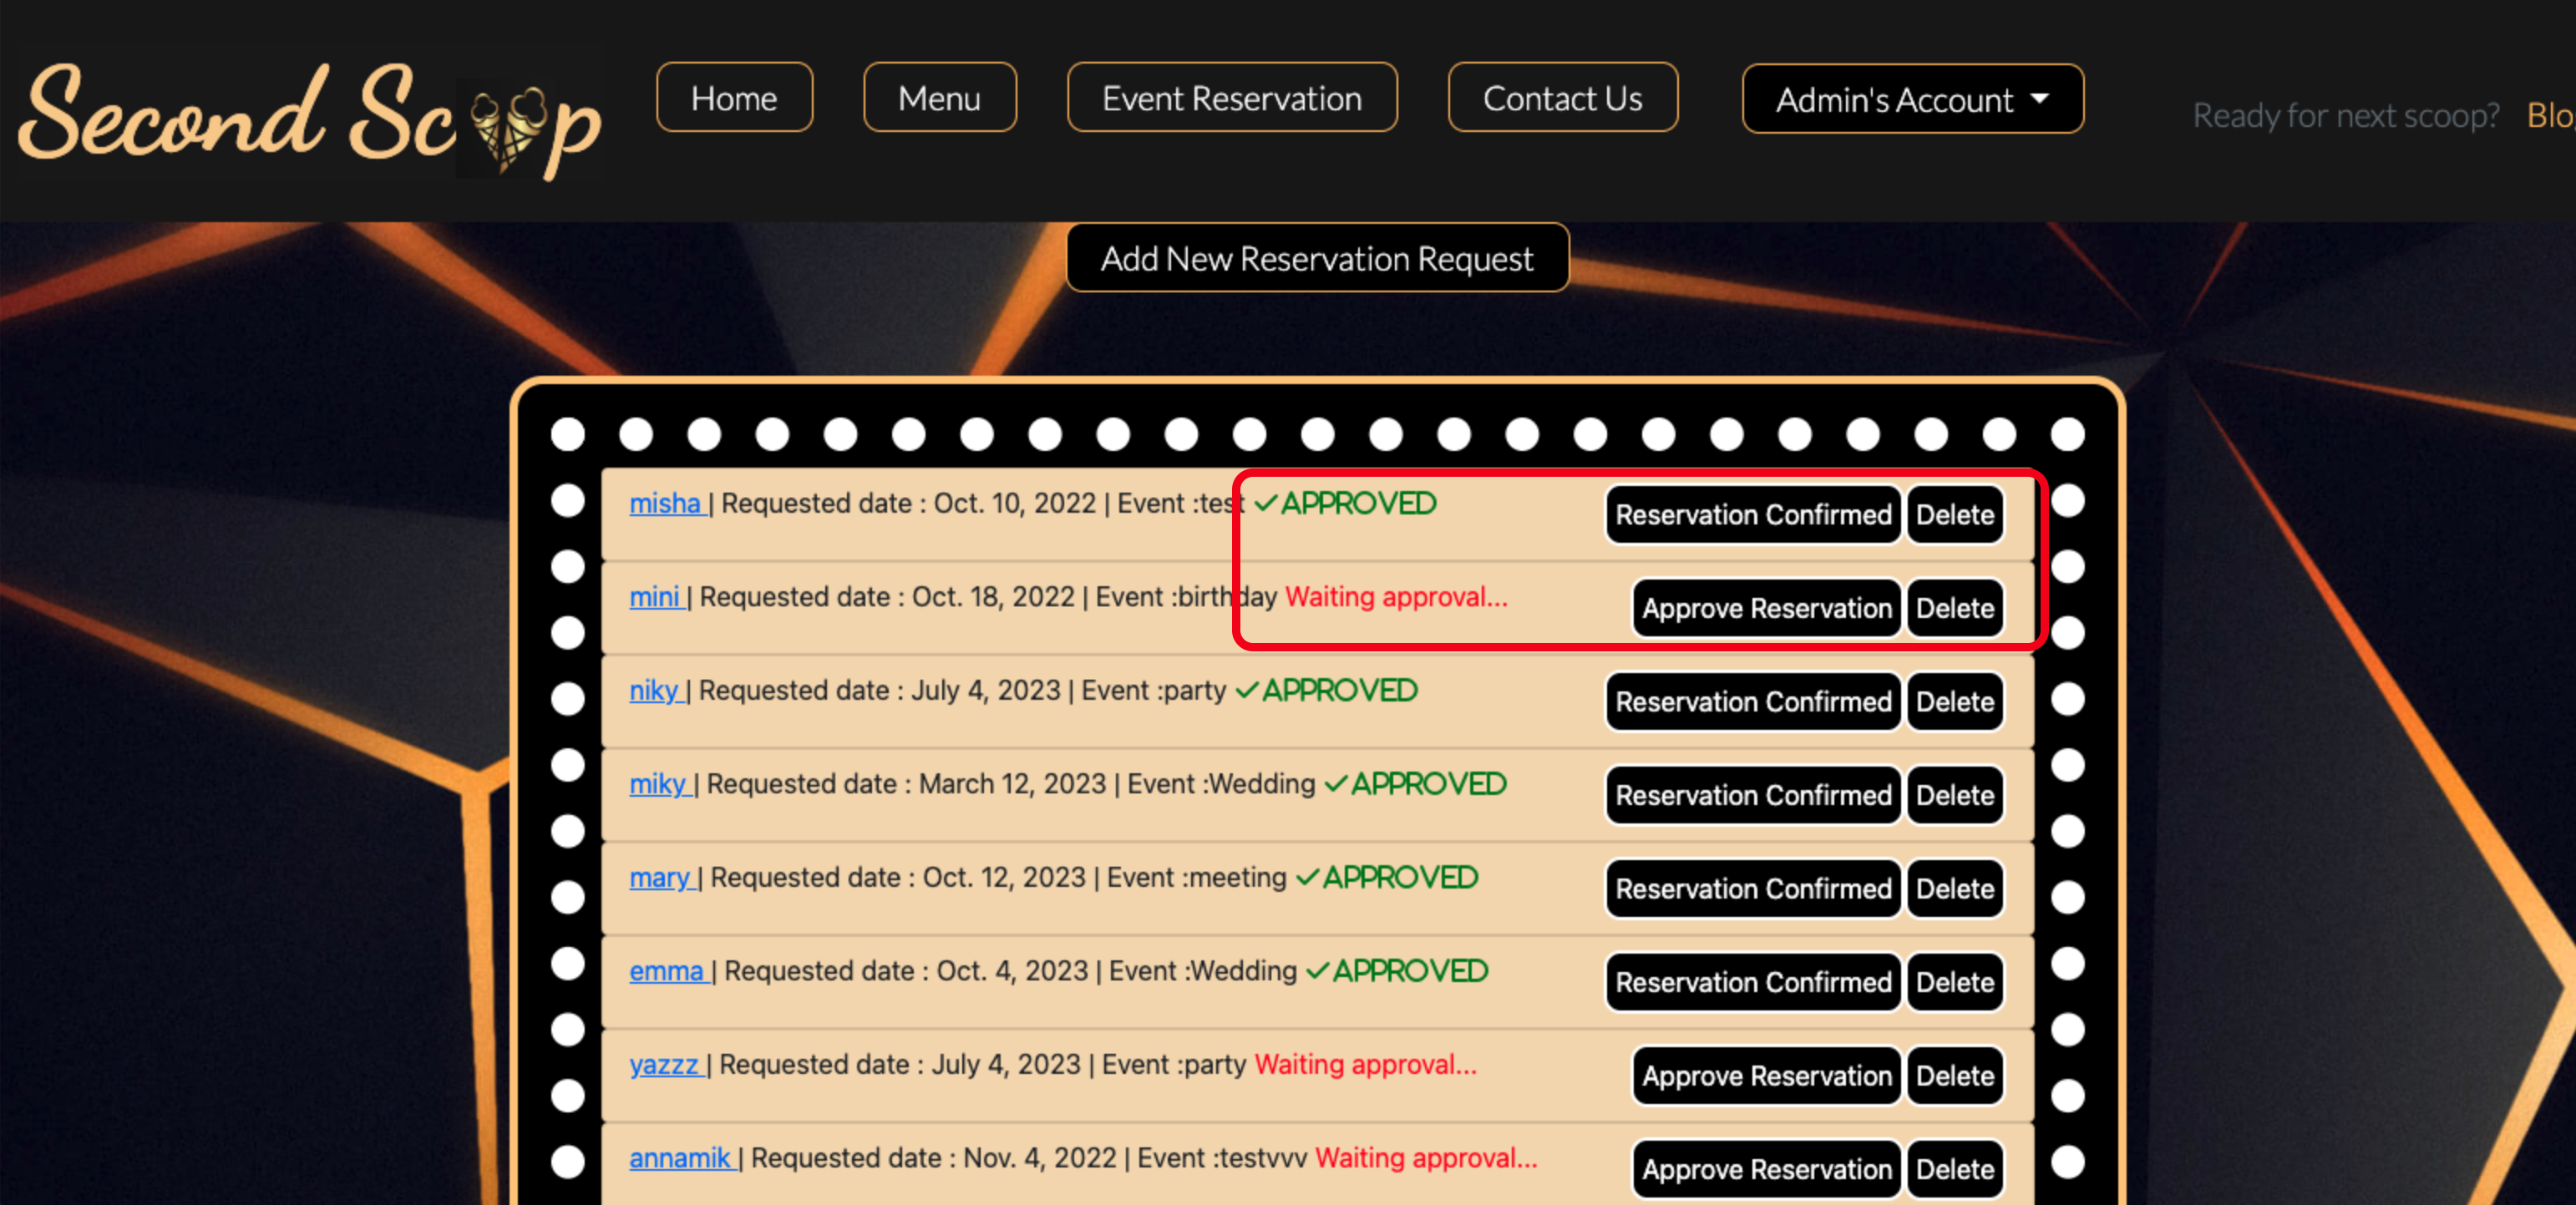 Second Scoop
Home
Menu
Event Reservation
Contact Us
Admin's Account
Ready for next scoop? Blo
Add New Reservation Request
misha | Requested date : Oct. 10, 2022 | Event :test ✓APPROVED Reservation Confirmed Delete
mini | Requested date : Oct. 18, 2022 | Event :birthday Waiting approval... Approve Reservation Delete
niky | Requested date : July 4, 2023 | Event :party ✓APPROVED Reservation Confirmed Delete
miky | Requested date : March 12, 2023 | Event :Wedding ✓APPROVED Reservation Confirmed Delete
mary | Requested date : Oct. 12, 2023 | Event :meeting ✓APPROVED Reservation Confirmed Delete
emma | Requested date : Oct. 4, 2023 | Event :Wedding ✓APPROVED Reservation Confirmed Delete
yazzz | Requested date : July 4, 2023 | Event :party Waiting approval... Approve Reservation Delete
annamik | Requested date : Nov. 4, 2022 | Event :testvvv Waiting approval... Approve Reservation Delete